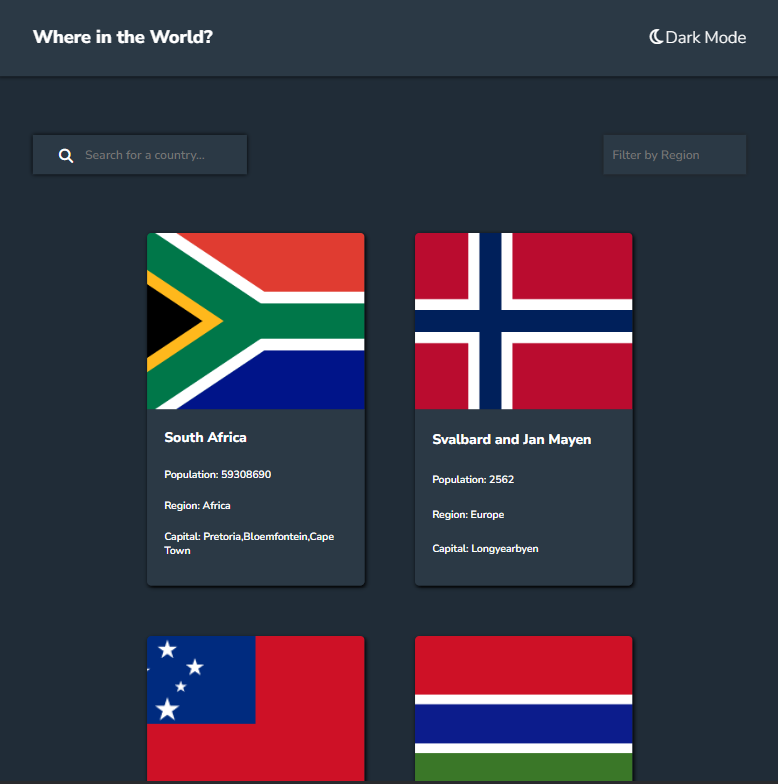 Where in the World?
Dark Mode
Search for a country...
Filter by Region
South Africa
Population: 59308690
Region: Africa
Capital: Pretoria,Bloemfontein,Cape
Town
Svalbard and Jan Mayen
Population: 2562
Region: Europe
Capital: Longyearbyen